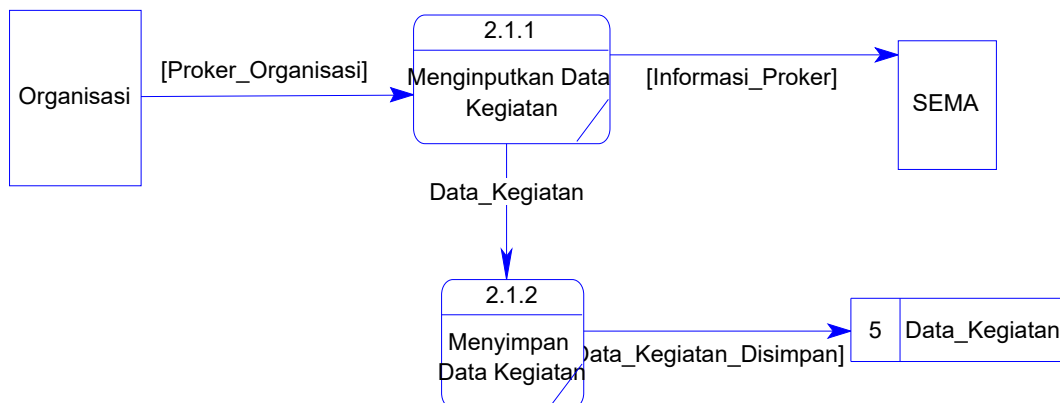 2.1.1
[Proker_Organisasi]
Organisasi
Menginputkan Data
Kegiatan
[Informasi_Proker]
SEMA
Data_Kegiatan
2.1.2
Menyimpan
Data Kegiatan
Data_Kegiatan_Disimpan]
5
Data_Kegiatan